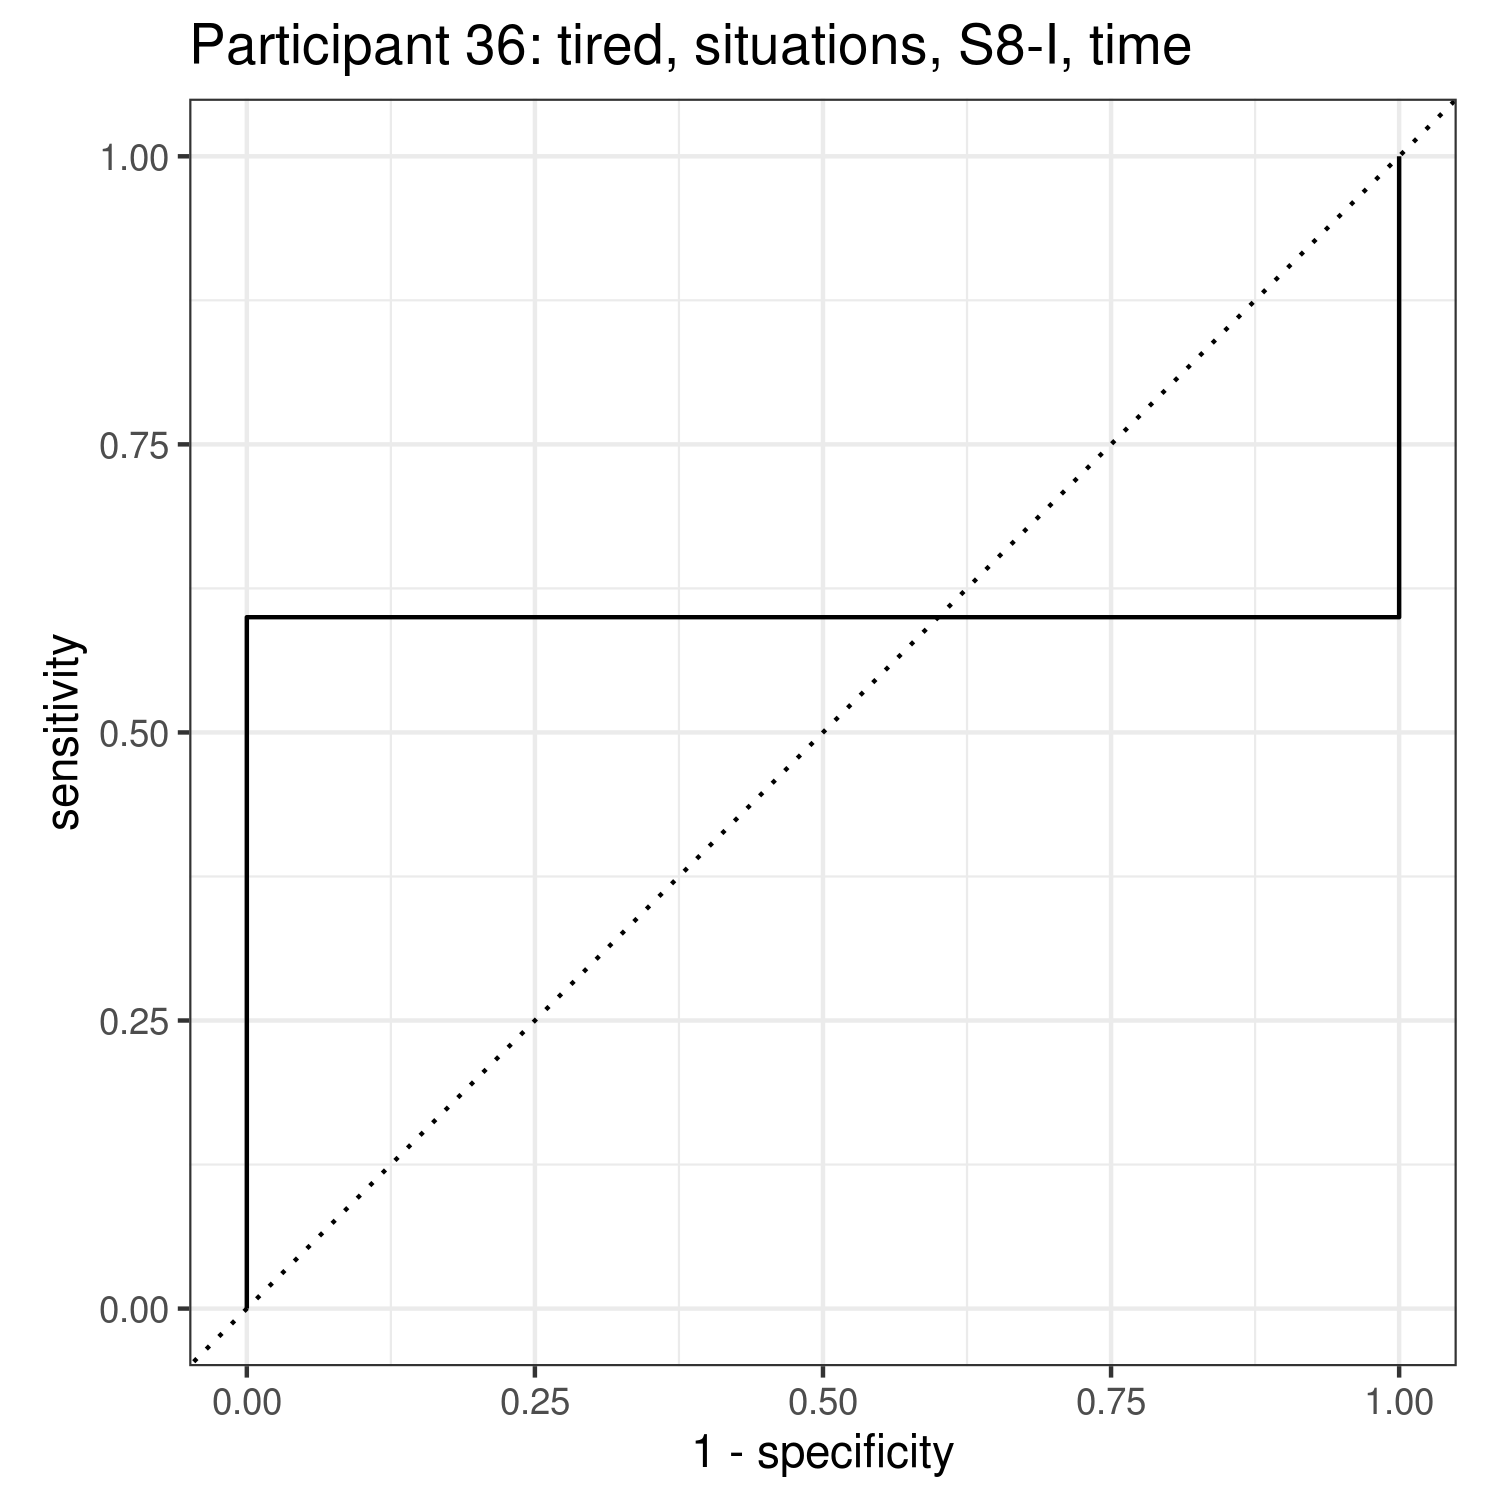 Participant 36: tired, situations, S8-I, time
1.00
0.75
0.50
0.25
0.00
sensitivity
0.00 0.25 0.50 0.75 1.00
1 - specificity